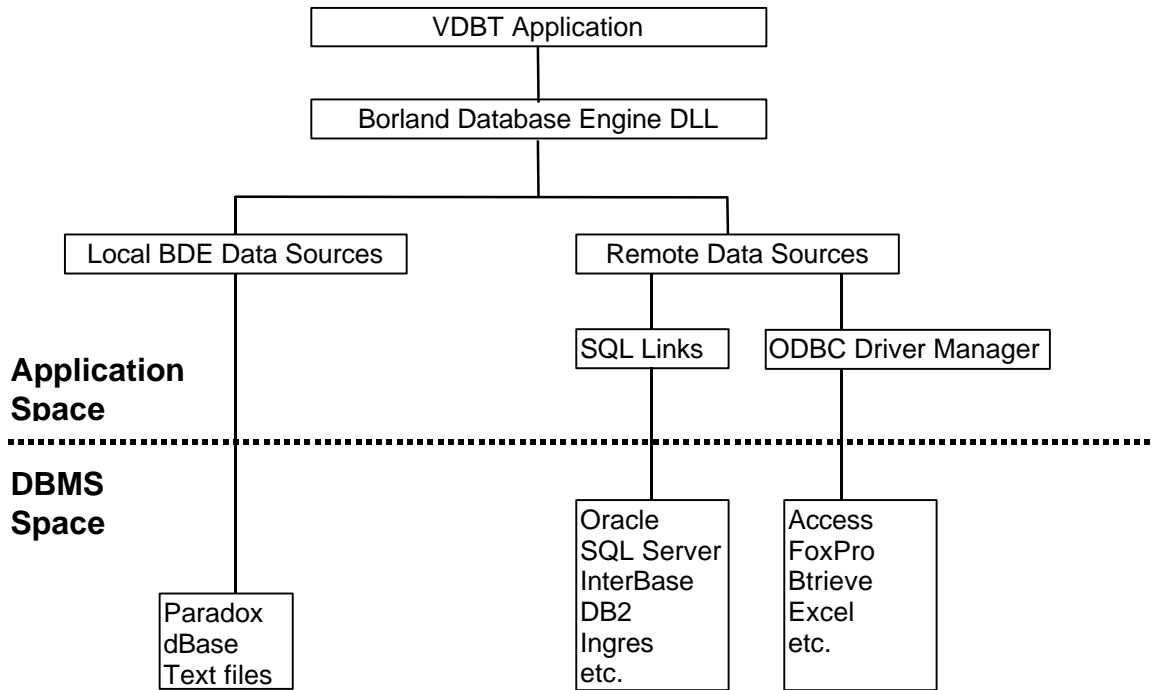 VDBT Application
Borland Database Engine DLL
Local BDE Data Sources
Remote Data Sources
SQL Links
ODBC Driver Manager
Application
Space
DBMS
Space
Paradox
dBase
Text files
Oracle
SQL Server
InterBase
DB2
Ingres
etc.
Access
FoxPro
Btrieve
Excel
etc.